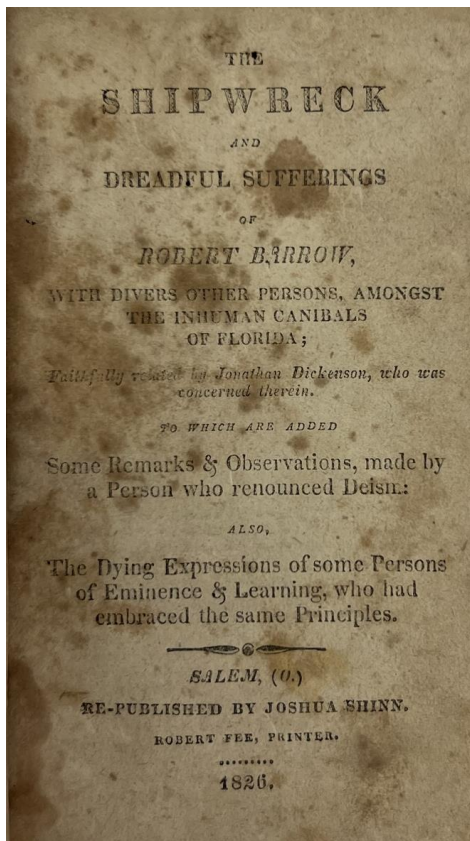 THE
SHIPWRECK
AND
DREADFUL SUFFERINGS
OF
ROBERT BARROW,
WITH DIVERS OTHER PERSONS, AMONGST
THE INHUMAN CANIBALS
OF FLORIDA;
Faithfully related by Jonathan Dickenson, who was
concerned therein.
TO WHICH ARE ADDED
Some Remarks & Observations, made by
a Person who renounced Deism:
ALSO,
The Dying Expressions of some Persons
of Eminence & Learning, who had
embraced the same Principles.
SALEM, (O.)
RE-PUBLISHED BY JOSHUA SHINN.
ROBERT FEE, PRINTER.
1826.